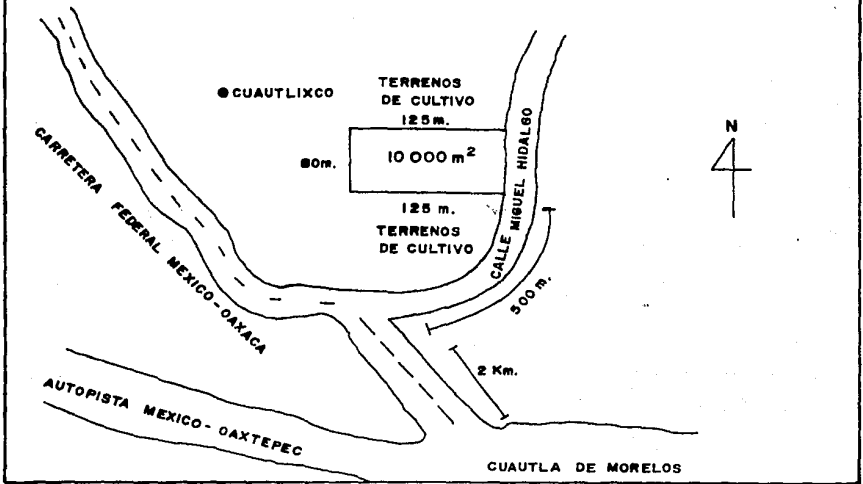 ●CUAUTLIXCO
TERRENOS
DE CULTIVO
125m.
80m.
10 000 m²
125 m.
TERRENOS
DE CULTIVO
CALLE MIGUEL HIDALGO
N
500 m.
2 Km.
CARRETERA FEDERAL MEXICO-OAXACA
AUTOPISTA MEXICO-OAXTEPEC
CUAUTLA DE MORELOS